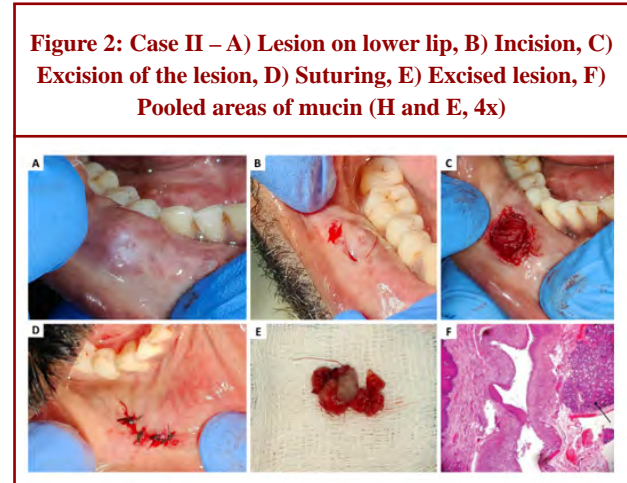 Figure 2: Case II – A) Lesion on lower lip, B) Incision, C)
Excision of the lesion, D) Suturing, E) Excised lesion, F)
Pooled areas of mucin (H and E, 4x)
A
B
C
D
E
F